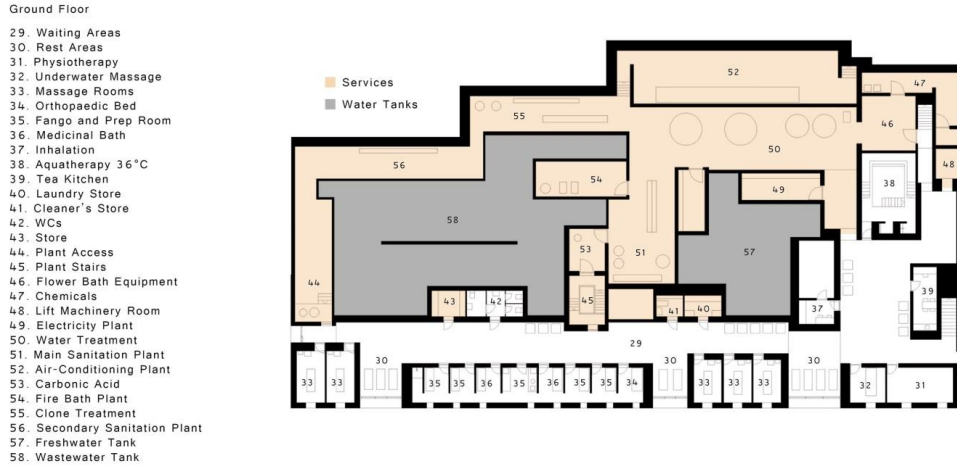 Ground Floor
29. Waiting Areas
30. Rest Areas
31. Physiotherapy
32. Underwater Massage
33. Massage Rooms
34. Orthopaedic Bed
35. Fango and Prep Room
36. Medicinal Bath
37. Inhalation
38. Aquatherapy 36°C
39. Tea Kitchen
40. Laundry Store
41. Cleaner's Store
42. WCs
43. Store
44. Plant Access
45. Plant Stairs
46. Flower Bath Equipment
47. Chemicals
48. Lift Machinery Room
49. Electricity Plant
50. Water Treatment
51. Main Sanitation Plant
52. Air-Conditioning Plant
53. Carbonic Acid
54. Fire Bath Plant
55. Clone Treatment
56. Secondary Sanitation Plant
57. Freshwater Tank
58. Wastewater Tank
Services
Water Tanks
52
47
55
46
50
56
48
54
49
38
58
53
51
57
44
39
43
42
45
41
40
37
29
30
30
30
33
33
35
35
36
35
36
35
35
34
33
33
33
32
31